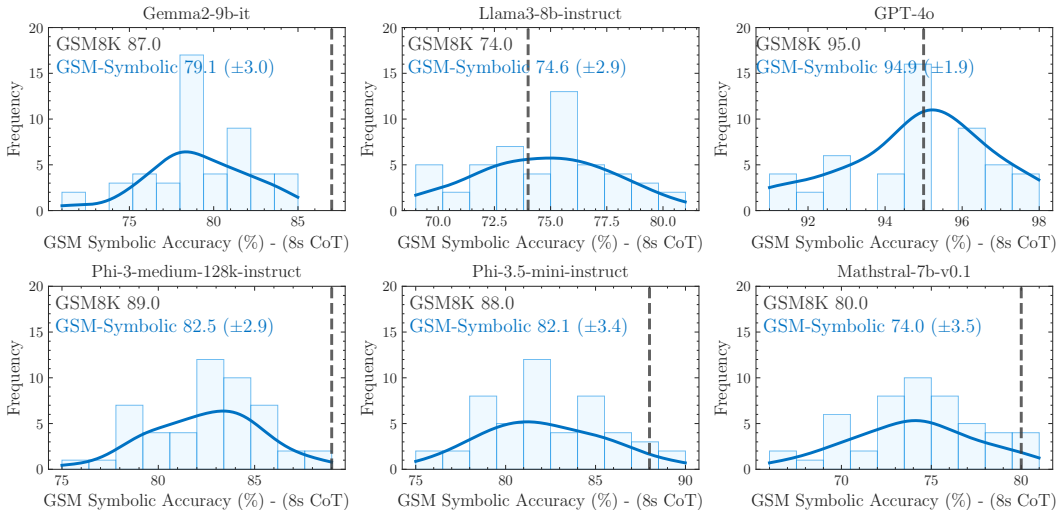 Gemma2-9b-it
GSM8K 87.0
GSM-Symbolic 79.1 (±3.0)
Frequency
0
5
10
15
20
75
80
85
GSM Symbolic Accuracy (%) - (8s CoT)
Llama3-8b-instruct
GSM8K 74.0
GSM-Symbolic 74.6 (±2.9)
Frequency
0
5
10
15
20
70.0
72.5
75.0
77.5
80.0
GSM Symbolic Accuracy (%) - (8s CoT)
GPT-4o
GSM8K 95.0
GSM-Symbolic 94.9 (±1.9)
Frequency
0
5
10
15
20
92
94
96
98
GSM Symbolic Accuracy (%) - (8s CoT)
Phi-3-medium-128k-instruct
GSM8K 89.0
GSM-Symbolic 82.5 (±2.9)
Frequency
0
5
10
15
20
75
80
85
GSM Symbolic Accuracy (%) - (8s CoT)
Phi-3.5-mini-instruct
GSM8K 88.0
GSM-Symbolic 82.1 (±3.4)
Frequency
0
5
10
15
20
75
80
85
90
GSM Symbolic Accuracy (%) - (8s CoT)
Mathstral-7b-v0.1
GSM8K 80.0
GSM-Symbolic 74.0 (±3.5)
Frequency
0
5
10
15
20
70
75
80
GSM Symbolic Accuracy (%) - (8s CoT)